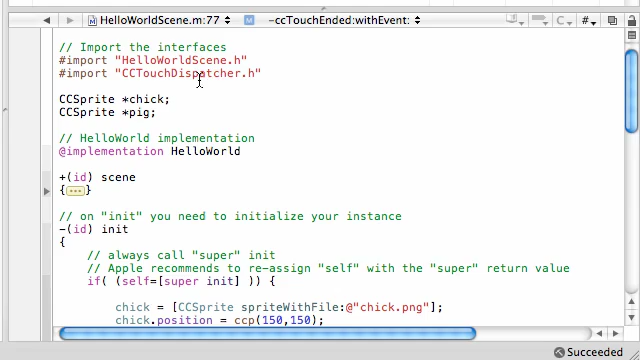 HelloWorldScene.m:77 -ccTouchEnded:withEvent: #
// Import the interfaces
#import "HelloWorldScene.h"
#import "CCTouchDispatcher.h"
CCSprite *chick;
CCSprite *pig;
// HelloWorld implementation
@implementation HelloWorld
+(id) scene
{...}
// on "init" you need to initialize your instance
-(id) init
{
// always call "super" init
// Apple recommends to re-assign "self" with the "super" return value
if( (self=[super init] )) {
chick = [CCSprite spriteWithFile:@"chick.png"];
chick.position = ccp(150,150);
Succeeded